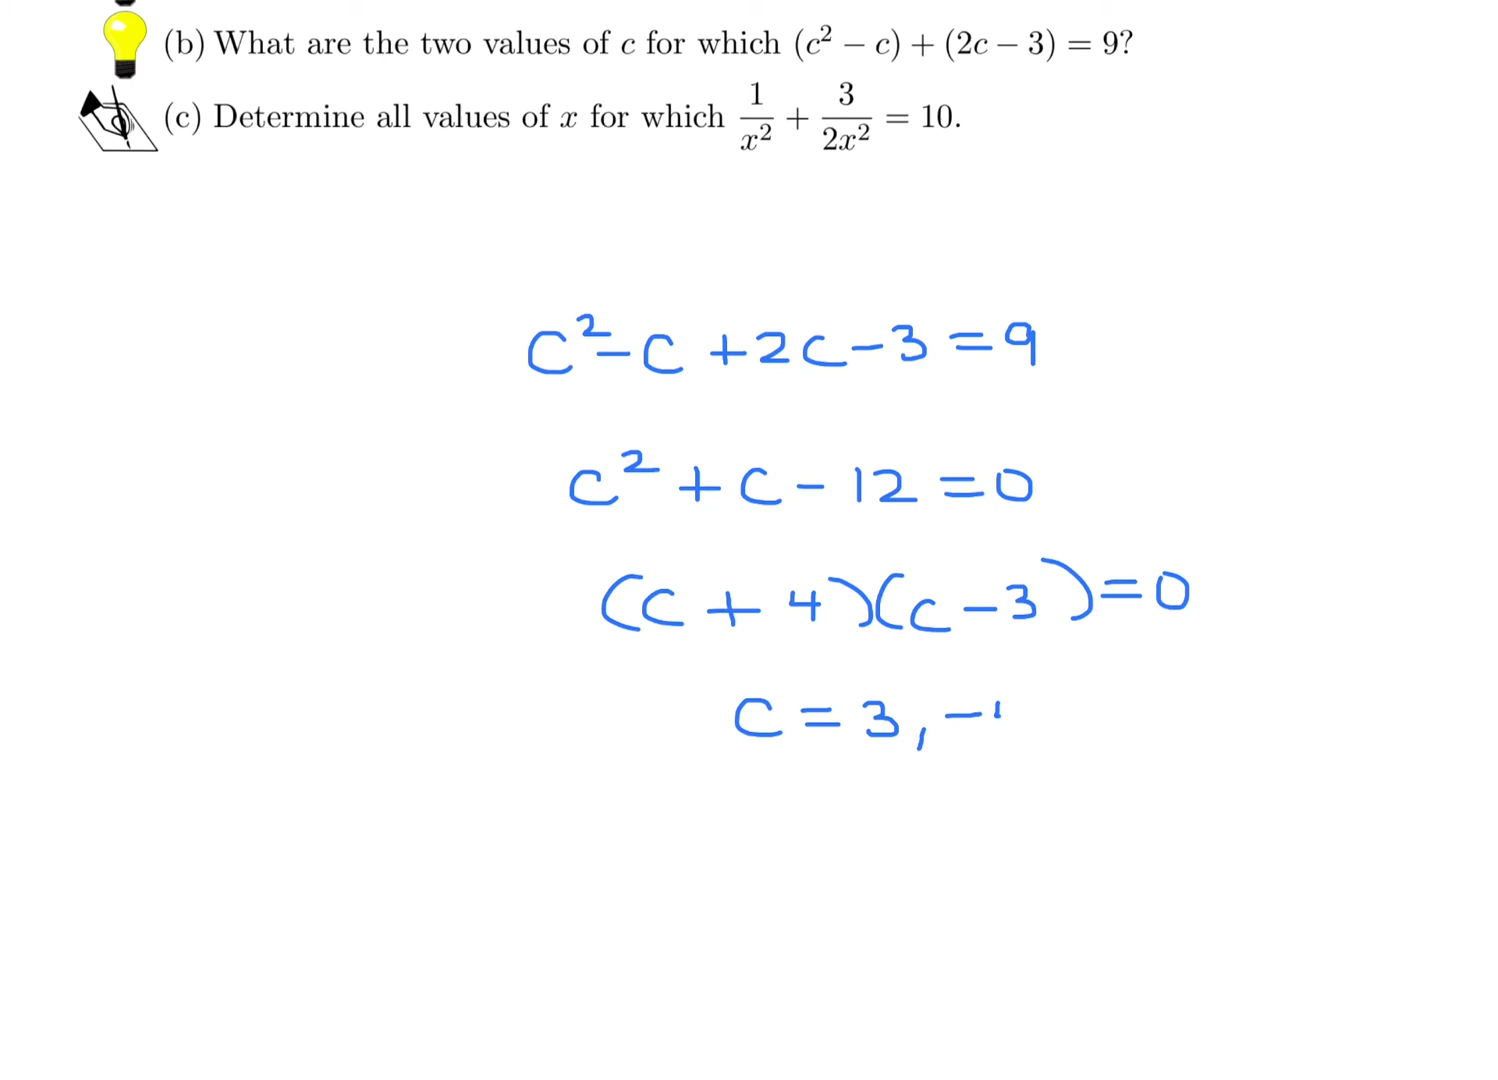 (b) What are the two values of c for which (c² − c) + (2c − 3) = 9?
(c) Determine all values of x for which 1/x² + 3/2x² = 10.
c² − c + 2c − 3 = 9
c² + c − 12 = 0
(c + 4)(c − 3) = 0
c = 3, −